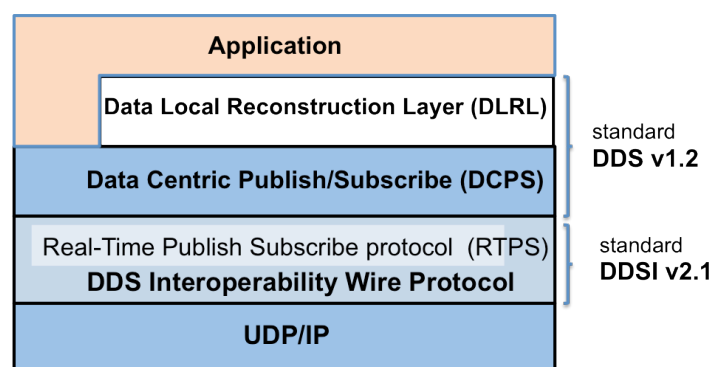 Application
Data Local Reconstruction Layer (DLRL)
standard
DDS v1.2
Data Centric Publish/Subscribe (DCPS)
Real-Time Publish Subscribe protocol (RTPS)
DDS Interoperability Wire Protocol
standard
DDSI v2.1
UDP/IP